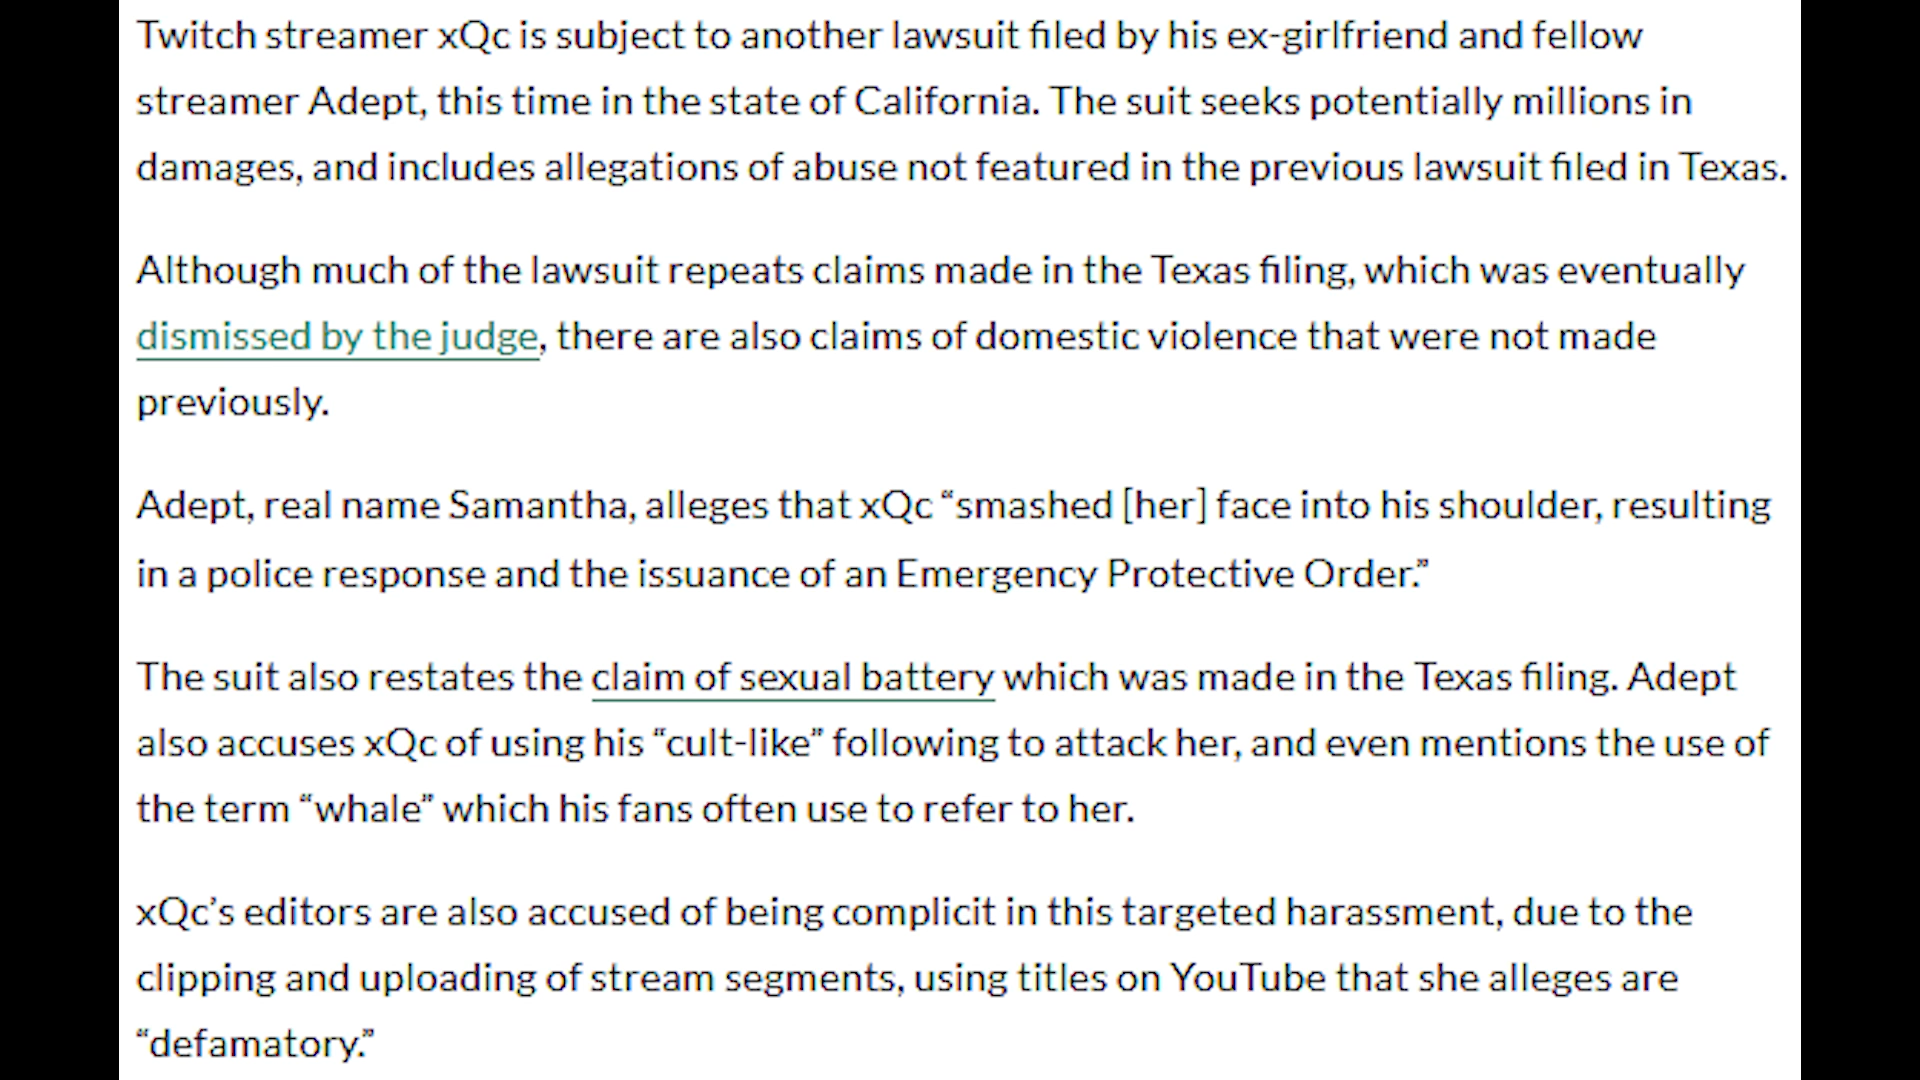 Twitch streamer xQc is subject to another lawsuit filed by his ex-girlfriend and fellow
streamer Adept, this time in the state of California. The suit seeks potentially millions in
damages, and includes allegations of abuse not featured in the previous lawsuit filed in Texas.
Although much of the lawsuit repeats claims made in the Texas filing, which was eventually
dismissed by the judge, there are also claims of domestic violence that were not made
previously.
Adept, real name Samantha, alleges that xQc “smashed [her] face into his shoulder, resulting
in a police response and the issuance of an Emergency Protective Order.”
The suit also restates the claim of sexual battery which was made in the Texas filing. Adept
also accuses xQc of using his “cult-like” following to attack her, and even mentions the use of
the term “whale” which his fans often use to refer to her.
xQc’s editors are also accused of being complicit in this targeted harassment, due to the
clipping and uploading of stream segments, using titles on YouTube that she alleges are
“defamatory.”